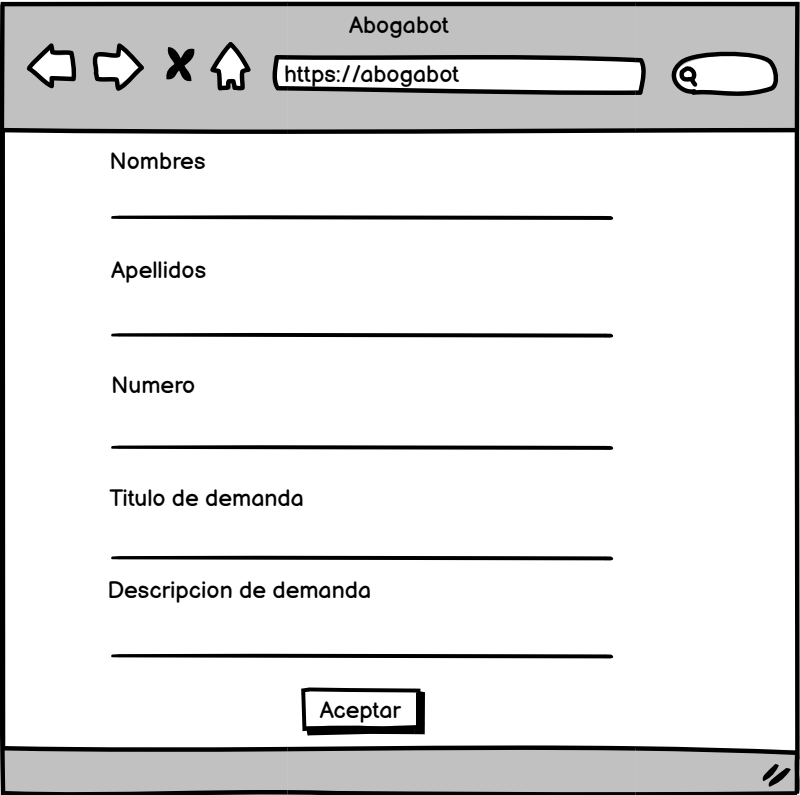 Abogabot
https://abogabot
Nombres
Apellidos
Numero
Titulo de demanda
Descripcion de demanda
Aceptar